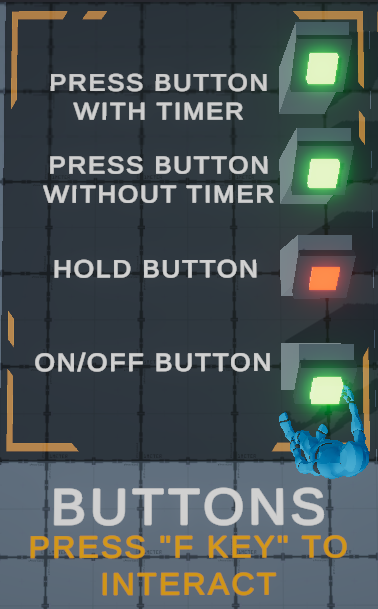 PRESS BUTTON
WITH TIMER
PRESS BUTTON
WITHOUT TIMER
HOLD BUTTON
ON/OFF BUTTON
BUTTONS
PRESS "F KEY" TO
INTERACT